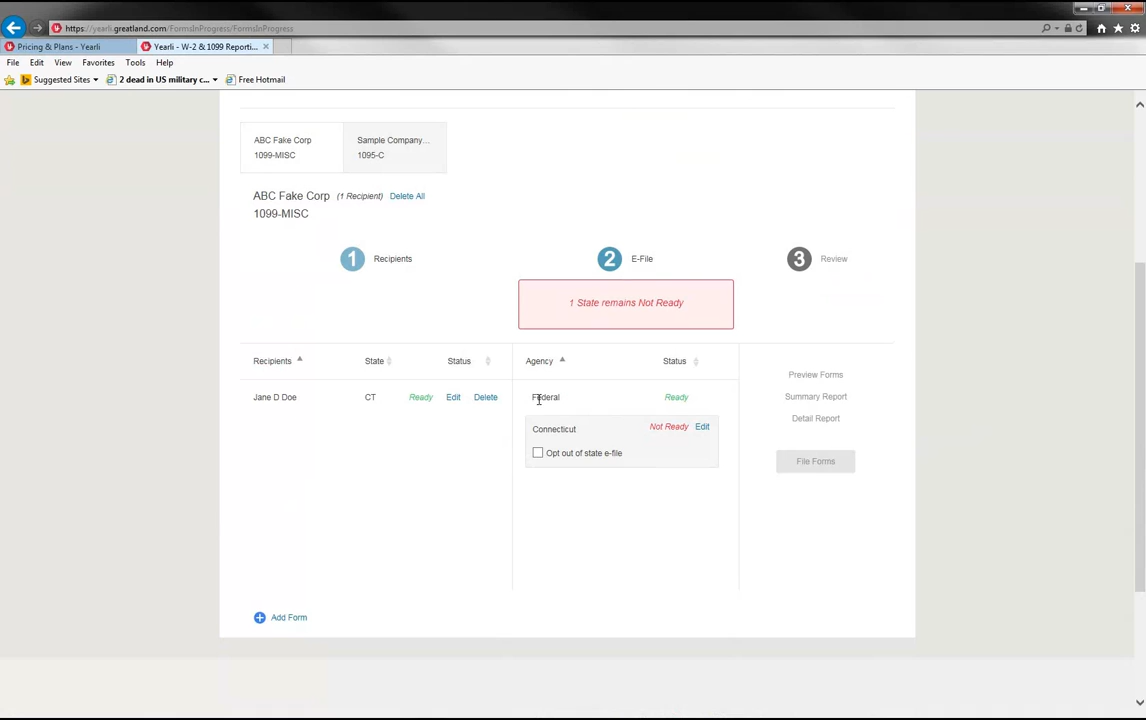 https://yearli.greatland.com/FormsInProgress/FormsInProgress
Pricing & Plans - Yearli
Yearli - W-2 & 1099 Reporti...
File Edit View Favorites Tools Help
Suggested Sites 2 dead in US military c... Free Hotmail
ABC Fake Corp
1099-MISC
Sample Company...
1095-C
ABC Fake Corp (1 Recipient) Delete All
1099-MISC
1 Recipients
2 E-File
3 Review
1 State remains Not Ready
Recipients State Status Agency Status
Jane D Doe CT Ready Edit Delete
Federal Ready
Connecticut Not Ready Edit
Opt out of state e-file
Preview Forms
Summary Report
Detail Report
File Forms
Add Form